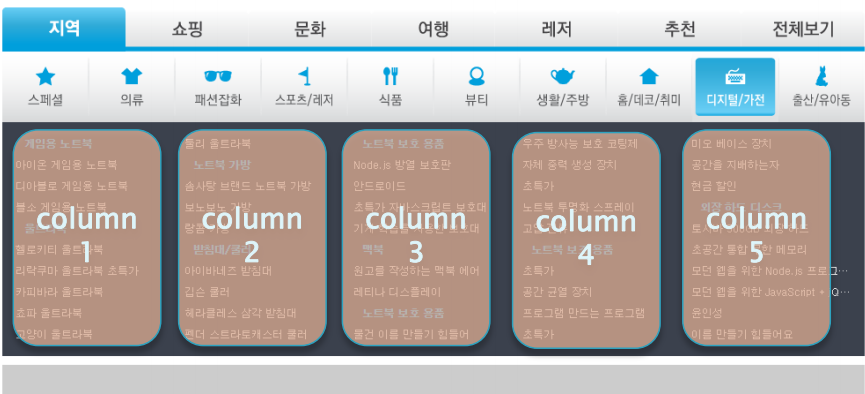 지역 쇼핑 문화 여행 레저 추천 전체보기
스페셜 의류 패션잡화 스포츠/레저 식품 뷰티 생활/주방 홈/데코/취미 디지털/가전 출산/유아동
column 1
게임용 노트북
아이온 게임용 노트북
디아블로 게임용 노트북
블소 게임용 노트북
헬로키티 울트라북
리락쿠마 울트라북 초특가
카피바라 울트라북
초파 울트라북
고양이 울트라북
column 2
둘리 울트라북
노트북 가방
솜사탕 브랜드 노트북 가방
보노보노 가방
받침대/쿨러
아이바네즈 받침대
깁슨 쿨러
헤라클레스 삼각 받침대
펜더 스트라토캐스터 쿨러
column 3
노트북 보호 용품
Node.js 방열 보호판
안드로이드
초특가 자바스크립트 보호대
맥북
원고를 작성하는 맥북 에어
레티나 디스플레이
노트북 보호 용품
물건 이름 만들기 힘들어
column 4
우주 방사능 보호 코팅제
자체 중력 생성 장치
초특가
노트북 투명화 스프레이
노트북 보호 용품
초특가
공간 균열 장치
프로그램 만드는 프로그램
초특가
column 5
미오 베이스 장치
공간을 지배하는자
현금 할인
외장 하드 디스크
초공간 통합 메모리
모던 웹을 위한 Node.js 프로그…
모던 웹을 위한 JavaScript + Q…
윤인성
이름 만들기 힘들어요